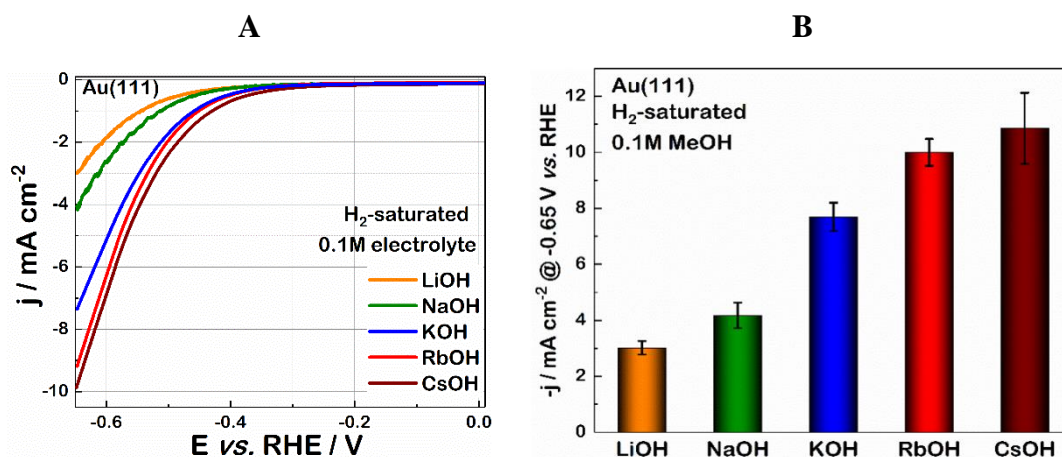 A
B
Au(111)
H₂-saturated
0.1M electrolyte
LiOH
NaOH
KOH
RbOH
CsOH
j / mA cm⁻²
0
-2
-4
-6
-8
-10
-0.6
-0.4
-0.2
0.0
E vs. RHE / V
Au(111)
H₂-saturated
0.1M MeOH
-j / mA cm⁻² @ -0.65 V vs. RHE
12
10
8
6
4
2
0
LiOH NaOH KOH RbOH CsOH